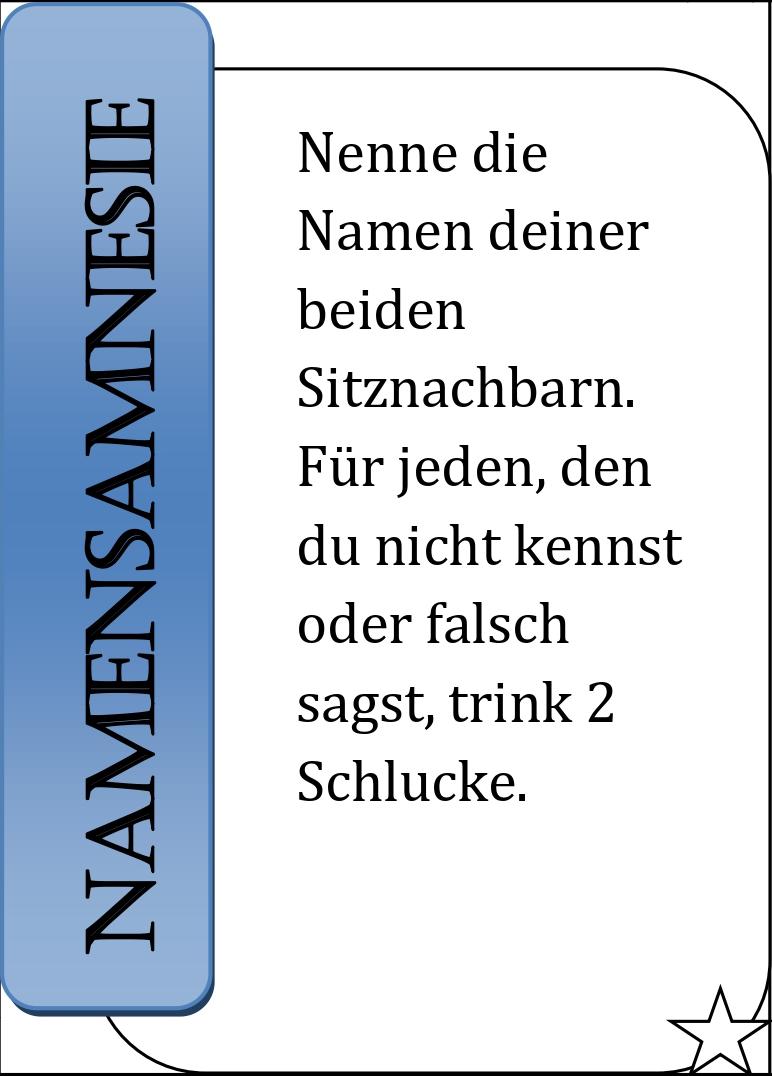 NAMENSAMNESIE
Nenne die
Namen deiner
beiden
Sitznachbarn.
Für jeden, den
du nicht kennst
oder falsch
sagst, trink 2
Schlucke.